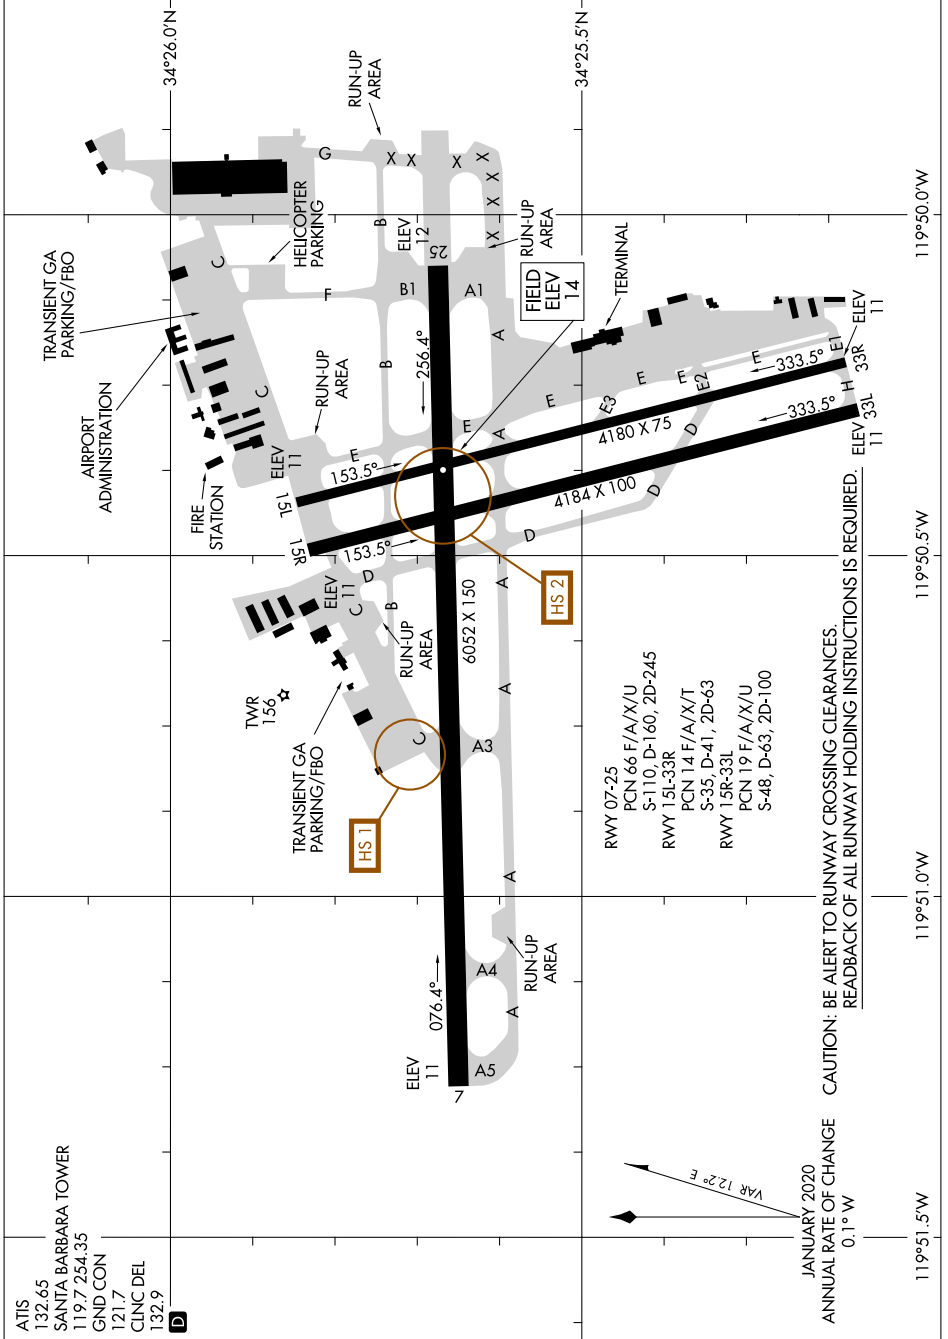 ATIS
132.65
SANTA BARBARA TOWER
119.7 254.35
GND CON
121.7
CLNC DEL
132.9
D
34°26.0'N
34°25.5'N
119°50.0'W
119°50.5'W
119°51.0'W
119°51.5'W
TRANSIENT GA
PARKING/FBO
AIRPORT
ADMINISTRATION
FIRE
STATION
HELICOPTER
PARKING
RUN-UP
AREA
RUN-UP
AREA
RUN-UP
AREA
RUN-UP
AREA
RUN-UP
AREA
TERMINAL
FIELD
ELEV
14
TWR
156
TRANSIENT GA
PARKING/FBO
HS 1
HS 2
ELEV
11
15L
153.5°
ELEV
11
15R
153.5°
ELEV
12
25
256.4°
ELEV
11
7
076.4°
6052 X 150
4180 X 75
4184 X 100
333.5°
33R
ELEV
11
333.5°
33L
ELEV
11
G
X
X
X
X
X
X
X
B
B
B
B1
F
C
C
C
C
D
D
D
D
E
E
E
E
E
E
E1
E2
E3
H
A
A
A
A
A
A
A1
A3
A4
A5
RWY 07-25
PCN 66 F/A/X/U
S-110, D-160, 2D-245
RWY 15L-33R
PCN 14 F/A/X/T
S-35, D-41, 2D-63
RWY 15R-33L
PCN 19 F/A/X/U
S-48, D-63, 2D-100
CAUTION: BE ALERT TO RUNWAY CROSSING CLEARANCES.
READBACK OF ALL RUNWAY HOLDING INSTRUCTIONS IS REQUIRED.
VAR 12.2° E
JANUARY 2020
ANNUAL RATE OF CHANGE
0.1° W